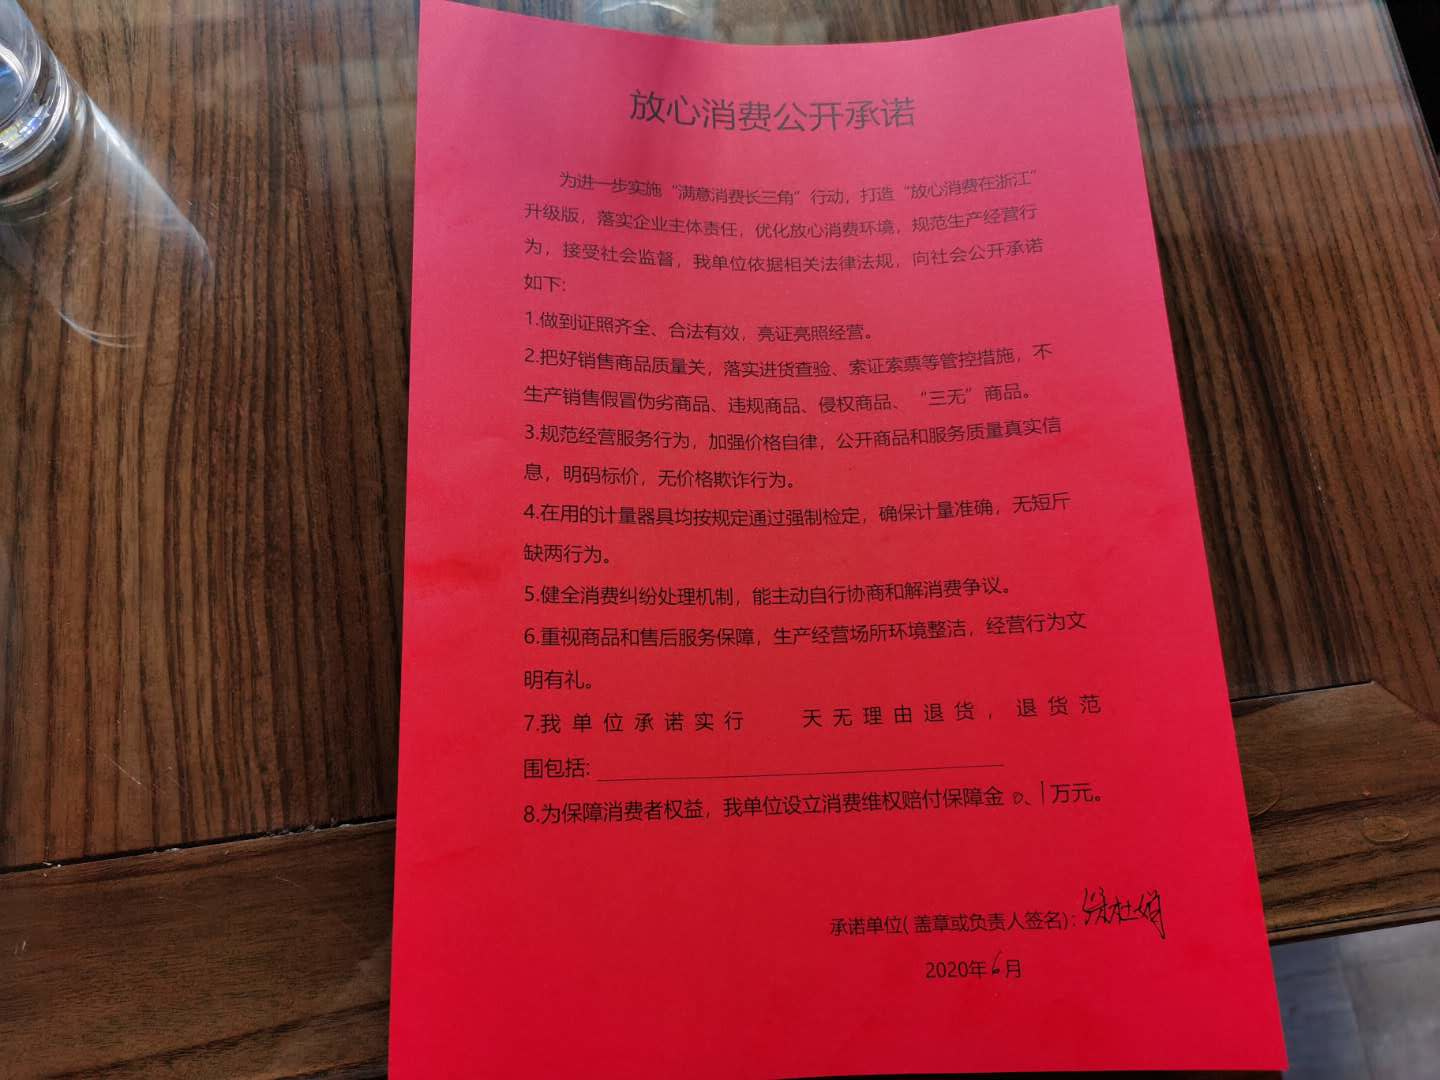 放心消费公开承诺
为进一步实施“满意消费长三角”行动，打造“放心消费在浙江”
升级版，落实企业主体责任，优化放心消费环境，规范生产经营行
为，接受社会监督，我单位依据相关法律法规，向社会公开承诺
如下:
1.做到证照齐全、合法有效，亮证亮照经营。
2.把好销售商品质量关，落实进货查验、索证索票等管控措施，不
生产销售假冒伪劣商品、违规商品、侵权商品、“三无”商品。
3.规范经营服务行为，加强价格自律，公开商品和服务质量真实信
息，明码标价，无价格欺诈行为。
4.在用的计量器具均按规定通过强制检定，确保计量准确，无短斤
缺两行为。
5.健全消费纠纷处理机制，能主动自行协商和解消费争议。
6.重视商品和售后服务保障，生产经营场所环境整洁，经营行为文
明有礼。
7.我单位承诺实行 天无理由退货，退货范
围包括:
8.为保障消费者权益，我单位设立消费维权赔付保障金0、1万元。
承诺单位(盖章或负责人签名):
2020年6月